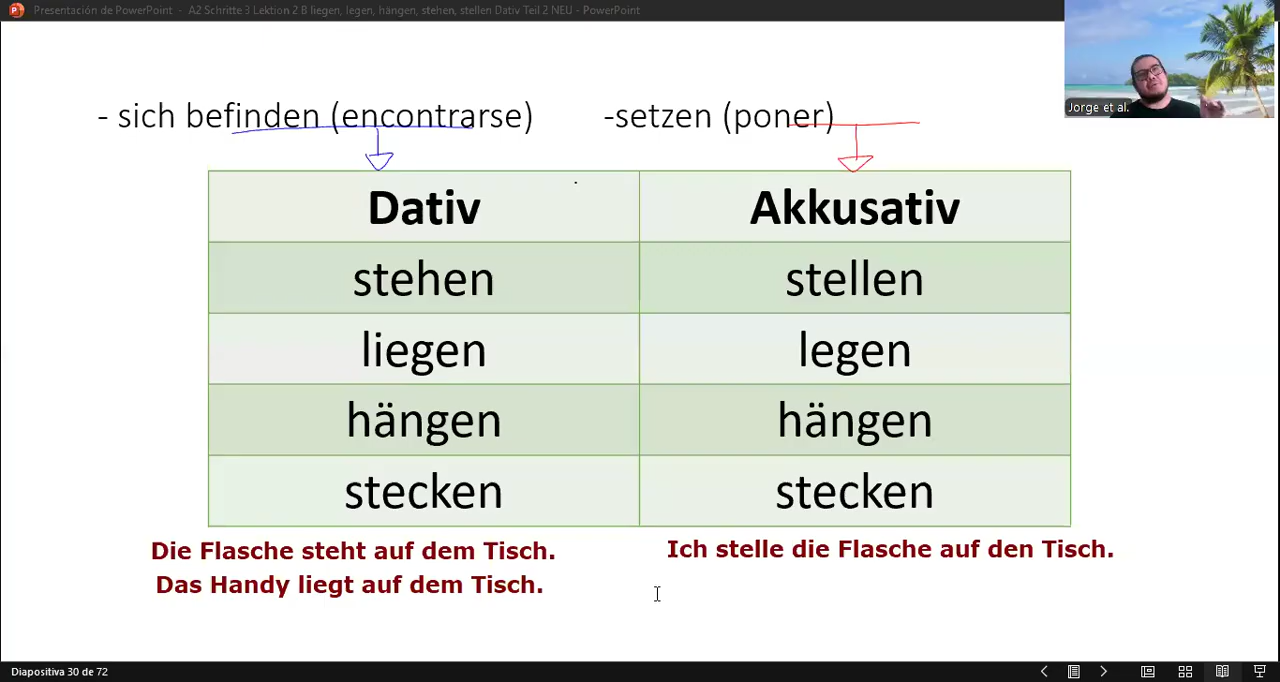 Presentación de PowerPoint - A2 Schritte 3 Lektion 2 B liegen, legen, hängen, stehen, stellen Dativ Teil 2 NEU - PowerPoint
Jorge et al.
- sich befinden (encontrarse) -setzen (poner)
Dativ Akkusativ
stehen stellen
liegen legen
hängen hängen
stecken stecken
Die Flasche steht auf dem Tisch. Ich stelle die Flasche auf den Tisch.
Das Handy liegt auf dem Tisch.
Diapositiva 30 de 72